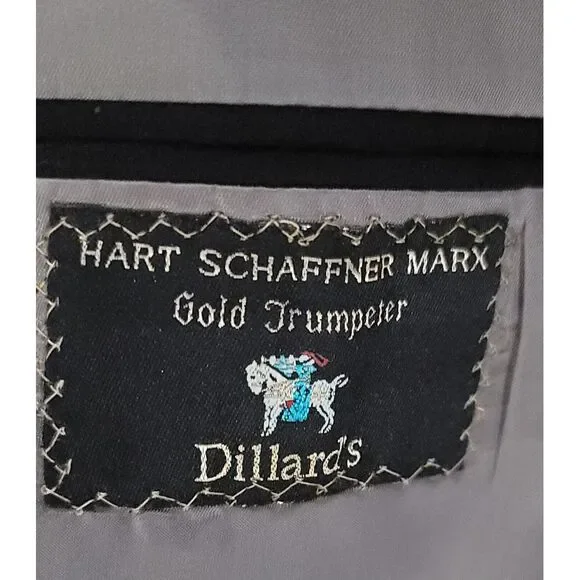 HART SCHAFFNER MARX
Gold Trumpeter
Dillard's